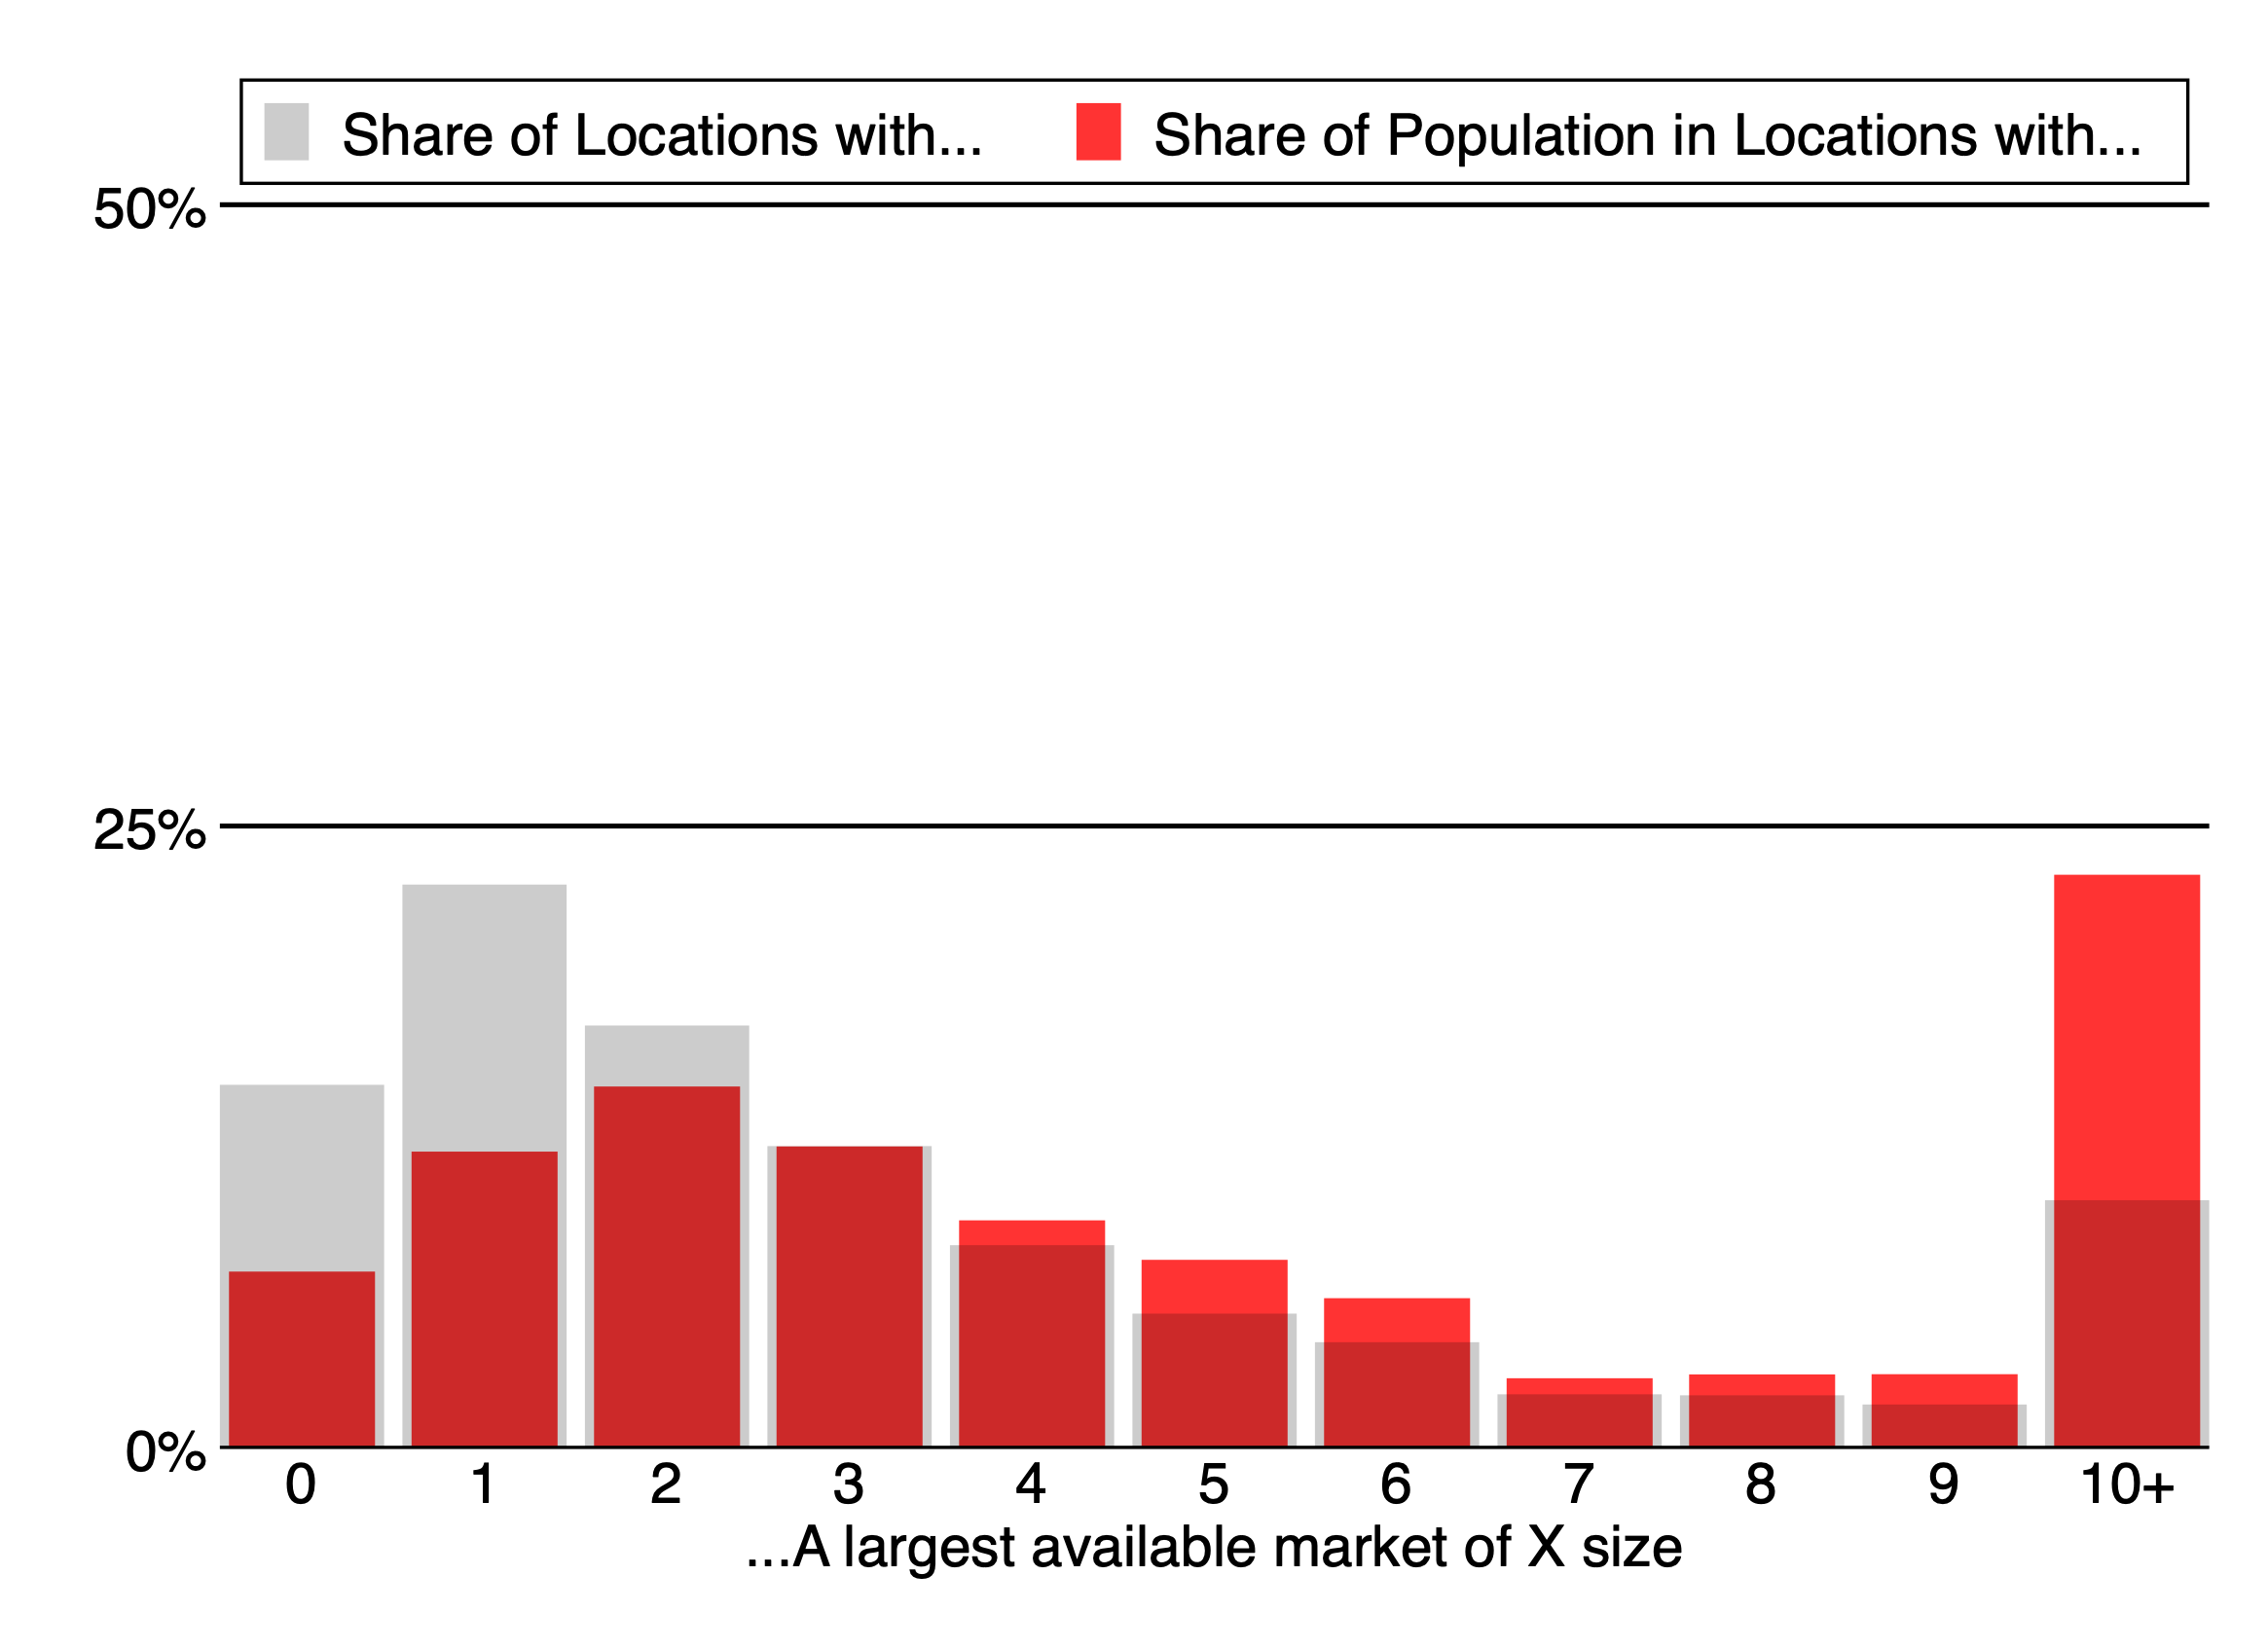 Share of Locations with... Share of Population in Locations with...
50%
25%
0%
0 1 2 3 4 5 6 7 8 9 10+
...A largest available market of X size